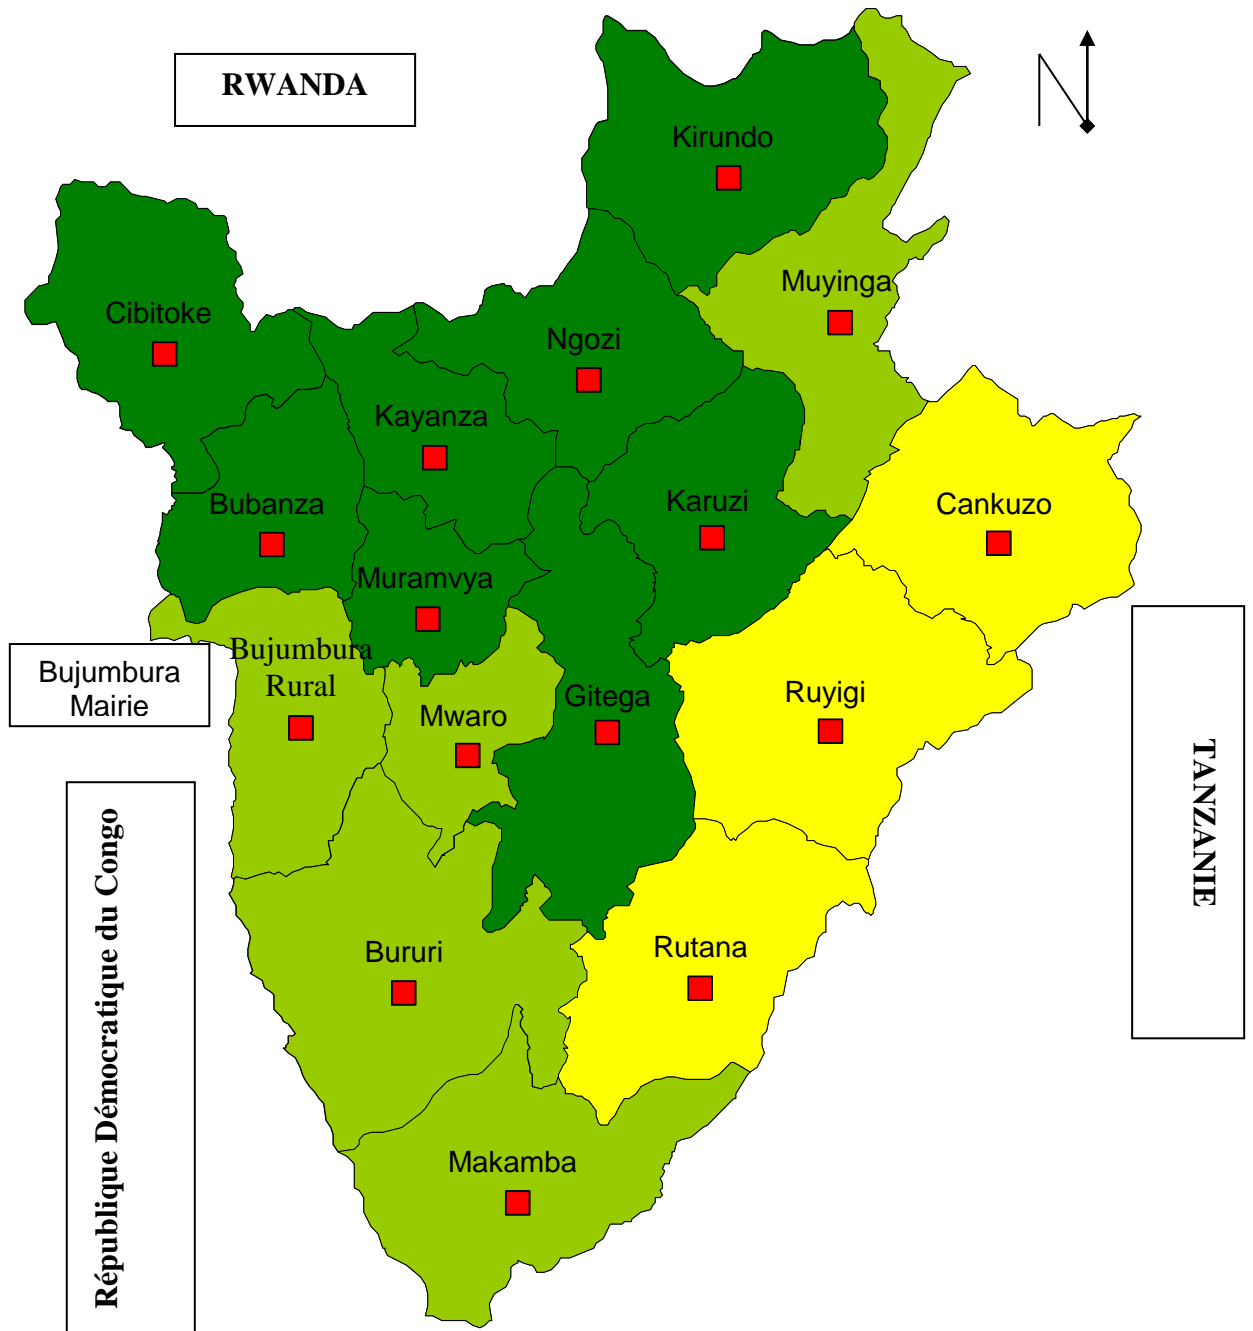 RWANDA
N
Kirundo
Muyinga
Cibitoke
Ngozi
Kayanza
Bubanza
Karuzi
Cankuzo
Muramvya
Bujumbura
Rural
Bujumbura
Mairie
Mwaro
Gitega
Ruyigi
TANZANIE
République Démocratique du Congo
Bururi
Rutana
Makamba